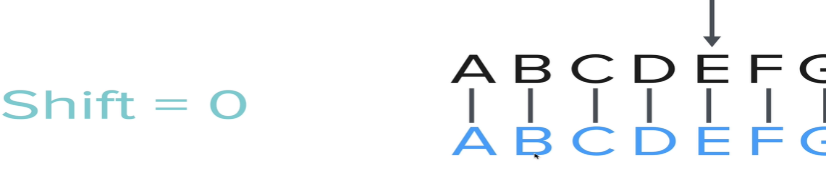 A B C D E F G
Shift = 0
A B C D E F G